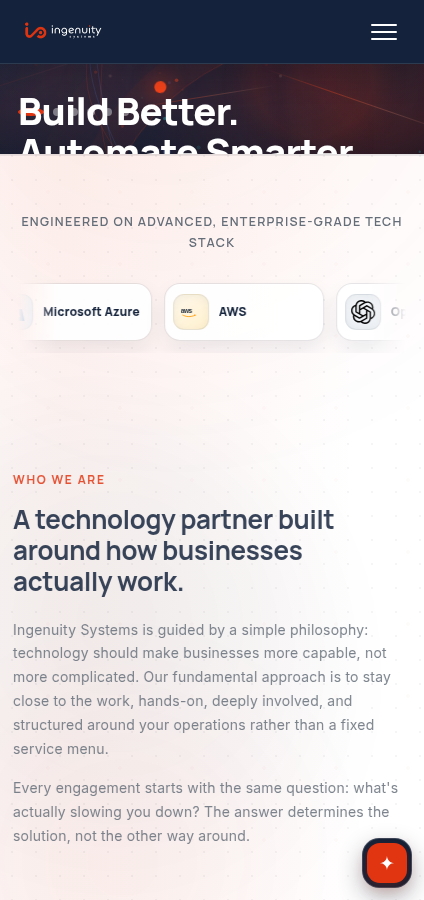 ingenuity
systems
Build Better.
Automate Smarter.
ENGINEERED ON ADVANCED, ENTERPRISE-GRADE TECH
STACK
Microsoft Azure
aws
AWS
WHO WE ARE
A technology partner built
around how businesses
actually work.
Ingenuity Systems is guided by a simple philosophy:
technology should make businesses more capable, not
more complicated. Our fundamental approach is to stay
close to the work, hands-on, deeply involved, and
structured around your operations rather than a fixed
service menu.
Every engagement starts with the same question: what's
actually slowing you down? The answer determines the
solution, not the other way around.